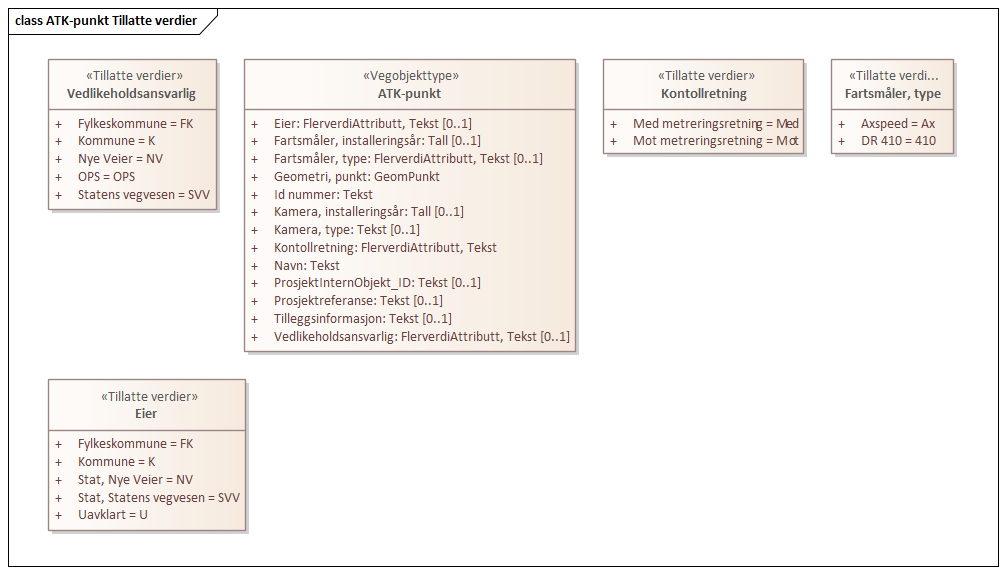 class ATK-punkt Tillatte verdier
«Tillatte verdier»
Vedlikeholdsansvarlig
+ Fylkeskommune = FK
+ Kommune = K
+ Nye Veier = NV
+ OPS = OPS
+ Statens vegvesen = SVV
«Vegobjekttype»
ATK-punkt
+ Eier: FlerverdiAttributt, Tekst [0..1]
+ Fartsmåler, installeringsår: Tall [0..1]
+ Fartsmåler, type: FlerverdiAttributt, Tekst [0..1]
+ Geometri, punkt: GeomPunkt
+ Id nummer: Tekst
+ Kamera, installeringsår: Tall [0..1]
+ Kamera, type: Tekst [0..1]
+ Kontollretning: FlerverdiAttributt, Tekst
+ Navn: Tekst
+ ProsjektInternObjekt_ID: Tekst [0..1]
+ Prosjektreferanse: Tekst [0..1]
+ Tilleggsinformasjon: Tekst [0..1]
+ Vedlikeholdsansvarlig: FlerverdiAttributt, Tekst [0..1]
«Tillatte verdier»
Kontollretning
+ Med metreringsretning = Med
+ Mot metreringsretning = Mot
«Tillatte verdi...
Fartsmåler, type
+ Axspeed = Ax
+ DR 410 = 410
«Tillatte verdier»
Eier
+ Fylkeskommune = FK
+ Kommune = K
+ Stat, Nye Veier = NV
+ Stat, Statens vegvesen = SVV
+ Uavklart = U